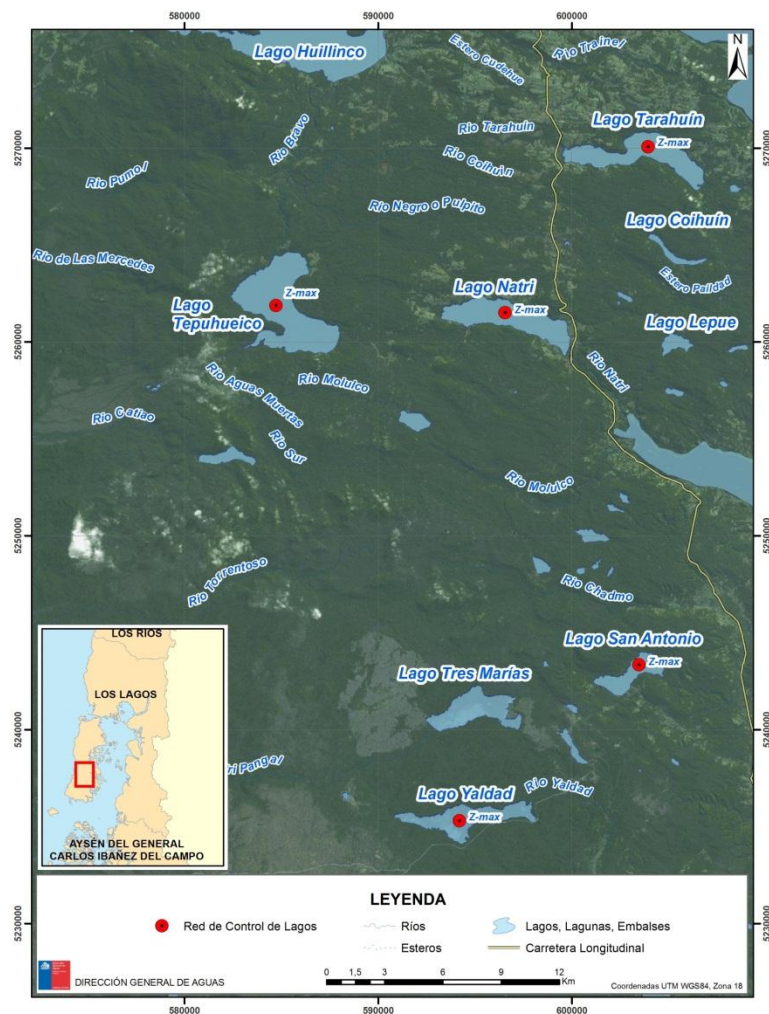 580000 590000 600000
Lago Huillinco
Estero Cudehue
Río Trainel
N
Río Bravo
Río Tarahuín
Lago Tarahuín
Z-max
5270000
5270000
Río Coihuín
Río Negro o Pulpito
Lago Coihuín
Río de Las Mercedes
Estero Paildad
Lago Natri
Z-max
Z-max
Lago
Tepuhueico
Lago Lepue
5260000
5260000
Río Natri
Río Molulco
Río Aguas Muertas
Río Catiao
Río Sur
Río Molulco
5250000
5250000
Río Torrentoso
Río Chadmo
Lago San Antonio
Z-max
Lago Tres Marías
LOS RIOS
LOS LAGOS
AYSÉN DEL GENERAL
CARLOS IBAÑEZ DEL CAMPO
5240000
5240000
Lago Yaldad
Río Yaldad
Z-max
LEYENDA
Red de Control de Lagos
Ríos
Lagos, Lagunas, Embalses
Esteros
Carretera Longitudinal
5230000
5230000
DIRECCIÓN GENERAL DE AGUAS
0 1,5 3 6 9 12
Km
Coordenadas UTM WGS84, Zona 18
580000 590000 600000